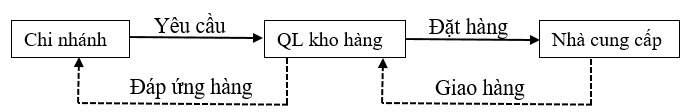 Yêu cầu
Đặt hàng
Chi nhánh
QL kho hàng
Nhà cung cấp
Đáp ứng hàng
Giao hàng